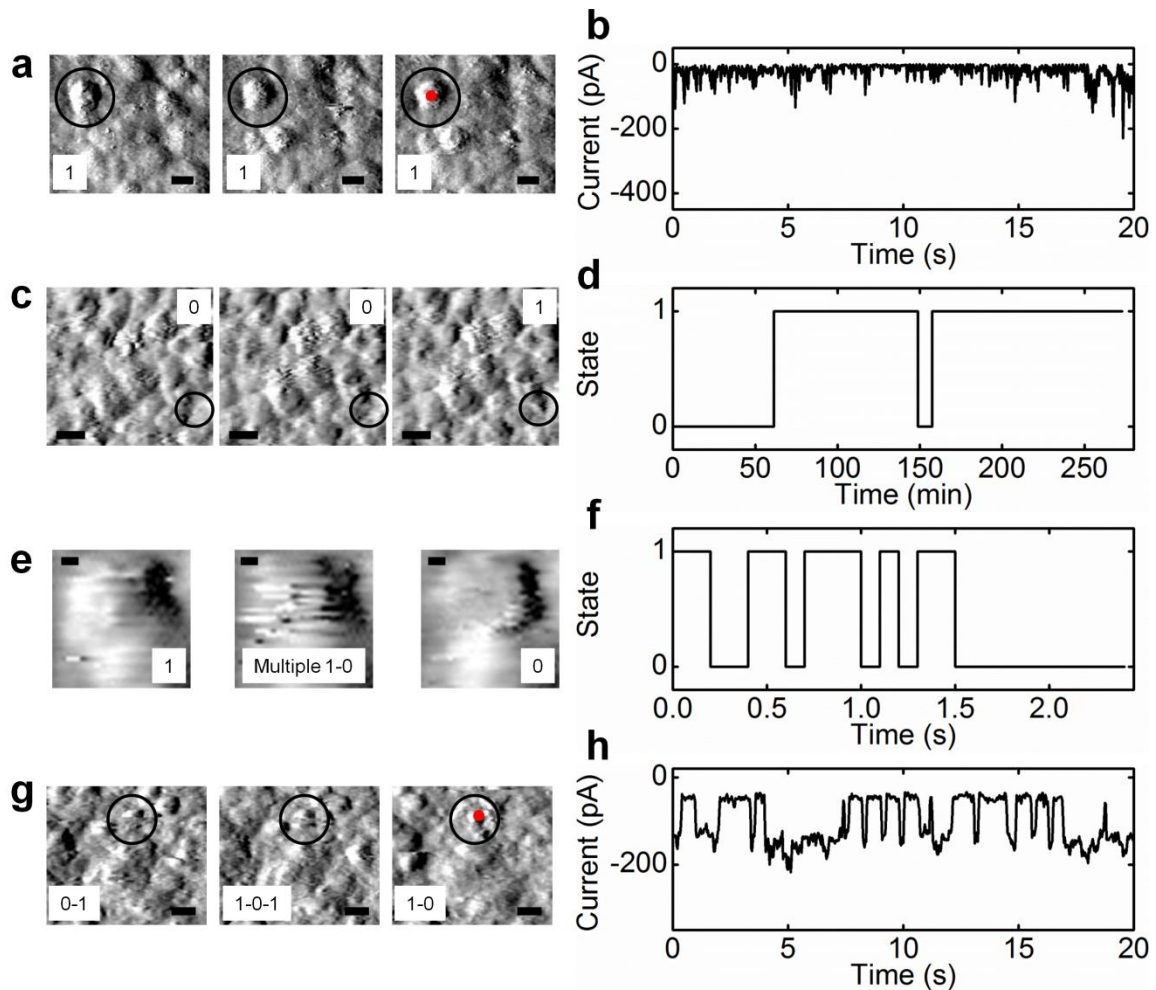 a
1
1
1
b
Current (pA)
0
-200
-400
0 5 10 15 20
Time (s)
c
0
0
1
d
State
1
0
0 50 100 150 200 250
Time (min)
e
1
Multiple 1-0
0
f
State
1
0
0.0 0.5 1.0 1.5 2.0
Time (s)
g
0-1
1-0-1
1-0
h
Current (pA)
0
-200
0 5 10 15 20
Time (s)